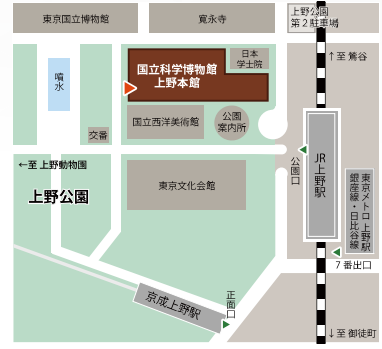 東京国立博物館
寛永寺
上野公園
第２駐車場
↑至 鶯谷
日本
学士院
国立科学博物館
上野本館
噴水
国立西洋美術館
公園
案内所
交番
←至 上野動物園
公園口
JR上野駅
東京メトロ 上野駅
銀座線・日比谷線
上野公園
東京文化会館
７番出口
正面口
京成上野駅
↓至 御徒町